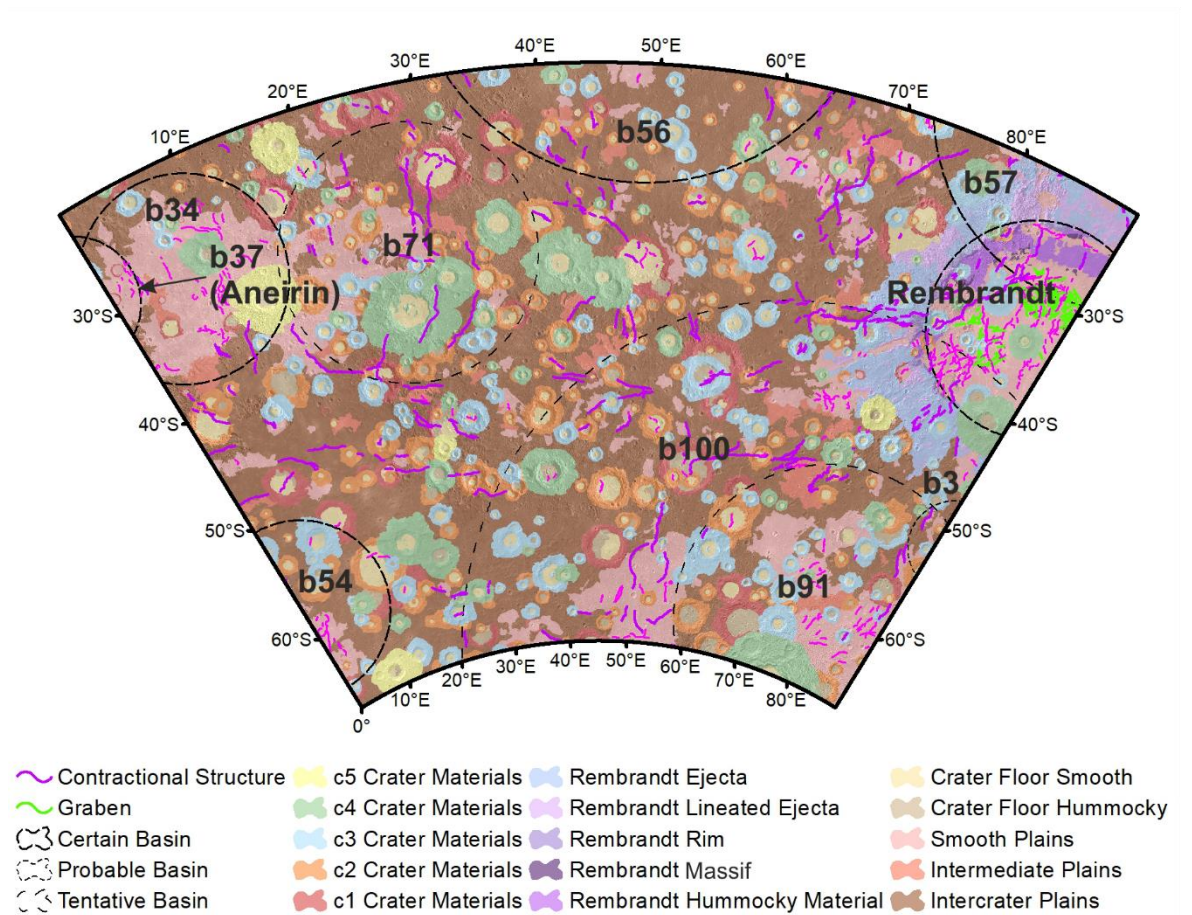 40°E 50°E
30°E 60°E
20°E 70°E
10°E 80°E
b56
b57
b34
b71
b37
(Aneirin)
Rembrandt
30°S 30°S
40°S 40°S
b100
b3
50°S 50°S
b54
b91
60°S 60°S
0° 10°E 20°E 30°E 40°E 50°E 60°E 70°E 80°E
Contractional Structure
Graben
Certain Basin
Probable Basin
Tentative Basin
c5 Crater Materials
c4 Crater Materials
c3 Crater Materials
c2 Crater Materials
c1 Crater Materials
Rembrandt Ejecta
Rembrandt Lineated Ejecta
Rembrandt Rim
Rembrandt Massif
Rembrandt Hummocky Material
Crater Floor Smooth
Crater Floor Hummocky
Smooth Plains
Intermediate Plains
Intercrater Plains